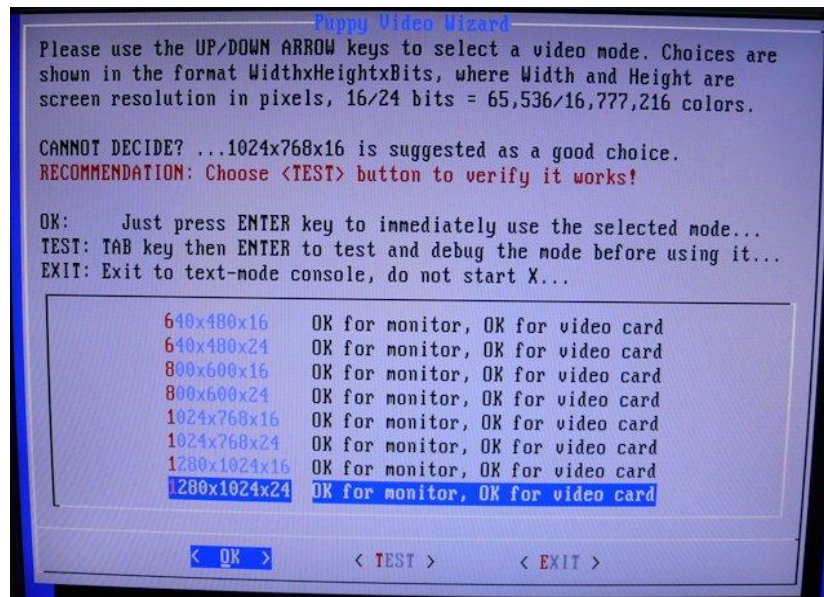 Puppy Video Wizard
Please use the UP/DOWN ARROW keys to select a video mode. Choices are
shown in the format WidthxHeightxBits, where Width and Height are
screen resolution in pixels, 16/24 bits = 65,536/16,777,216 colors.
CANNOT DECIDE? ...1024x768x16 is suggested as a good choice.
RECOMMENDATION: Choose <TEST> button to verify it works!
OK: Just press ENTER key to immediately use the selected mode...
TEST: TAB key then ENTER to test and debug the mode before using it...
EXIT: Exit to text-mode console, do not start X...
640x480x16 OK for monitor, OK for video card
640x480x24 OK for monitor, OK for video card
800x600x16 OK for monitor, OK for video card
800x600x24 OK for monitor, OK for video card
1024x768x16 OK for monitor, OK for video card
1024x768x24 OK for monitor, OK for video card
1280x1024x16 OK for monitor, OK for video card
1280x1024x24 OK for monitor, OK for video card
< OK > < TEST > < EXIT >